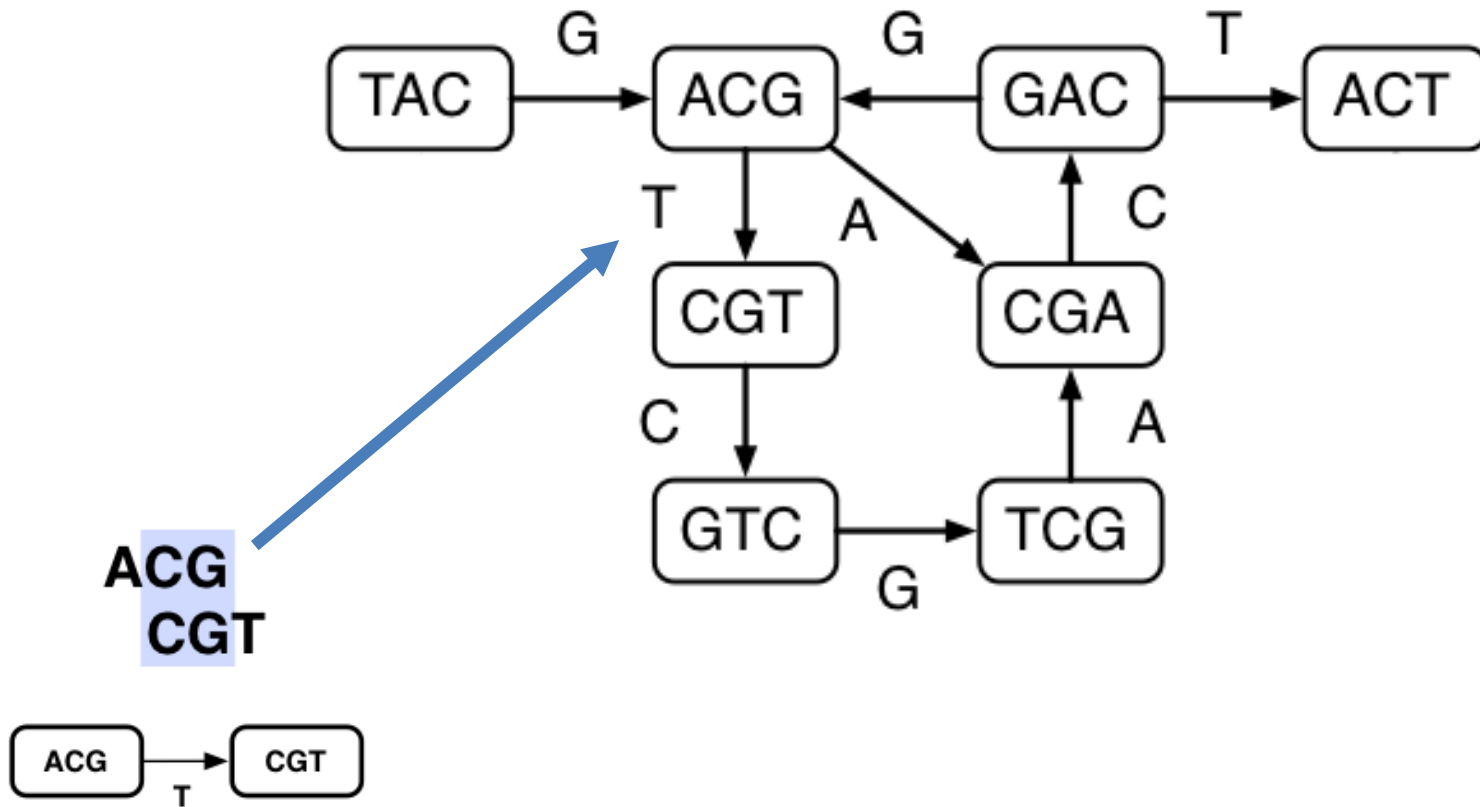 G G T
TAC ACG GAC ACT
T A C
CGT CGA
C A
GTC TCG
G
ACG
CGT
ACG CGT
T